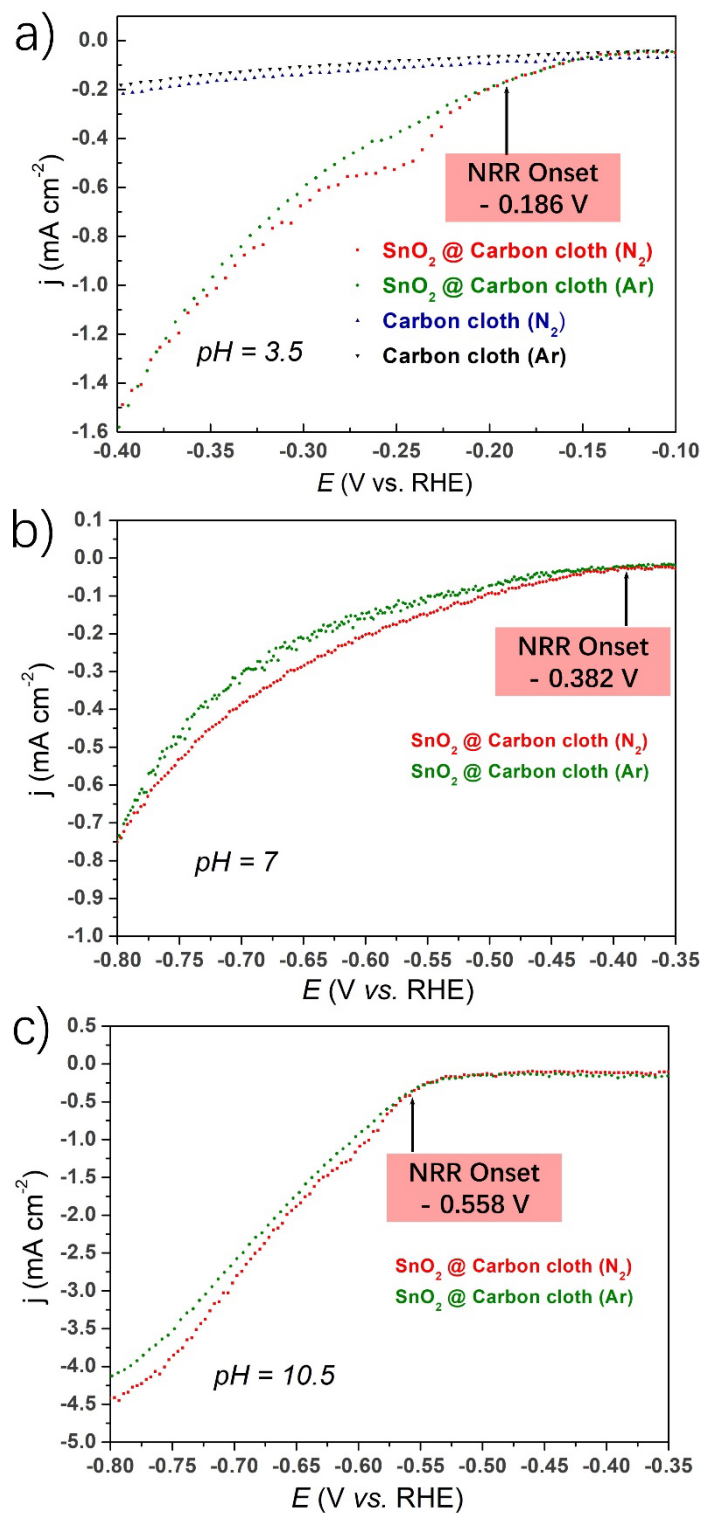 a)
0.0
-0.2
-0.4
-0.6
-0.8
-1.0
-1.2
-1.4
-1.6
j (mA cm⁻²)
NRR Onset
- 0.186 V
SnO₂ @ Carbon cloth (N₂)
SnO₂ @ Carbon cloth (Ar)
Carbon cloth (N₂)
Carbon cloth (Ar)
pH = 3.5
-0.40 -0.35 -0.30 -0.25 -0.20 -0.15 -0.10
E (V vs. RHE)
b)
0.1
0.0
-0.1
-0.2
-0.3
-0.4
-0.5
-0.6
-0.7
-0.8
-0.9
-1.0
j (mA cm⁻²)
NRR Onset
- 0.382 V
SnO₂ @ Carbon cloth (N₂)
SnO₂ @ Carbon cloth (Ar)
pH = 7
-0.80 -0.75 -0.70 -0.65 -0.60 -0.55 -0.50 -0.45 -0.40 -0.35
E (V vs. RHE)
c)
0.5
0.0
-0.5
-1.0
-1.5
-2.0
-2.5
-3.0
-3.5
-4.0
-4.5
-5.0
j (mA cm⁻²)
NRR Onset
- 0.558 V
SnO₂ @ Carbon cloth (N₂)
SnO₂ @ Carbon cloth (Ar)
pH = 10.5
-0.80 -0.75 -0.70 -0.65 -0.60 -0.55 -0.50 -0.45 -0.40 -0.35
E (V vs. RHE)